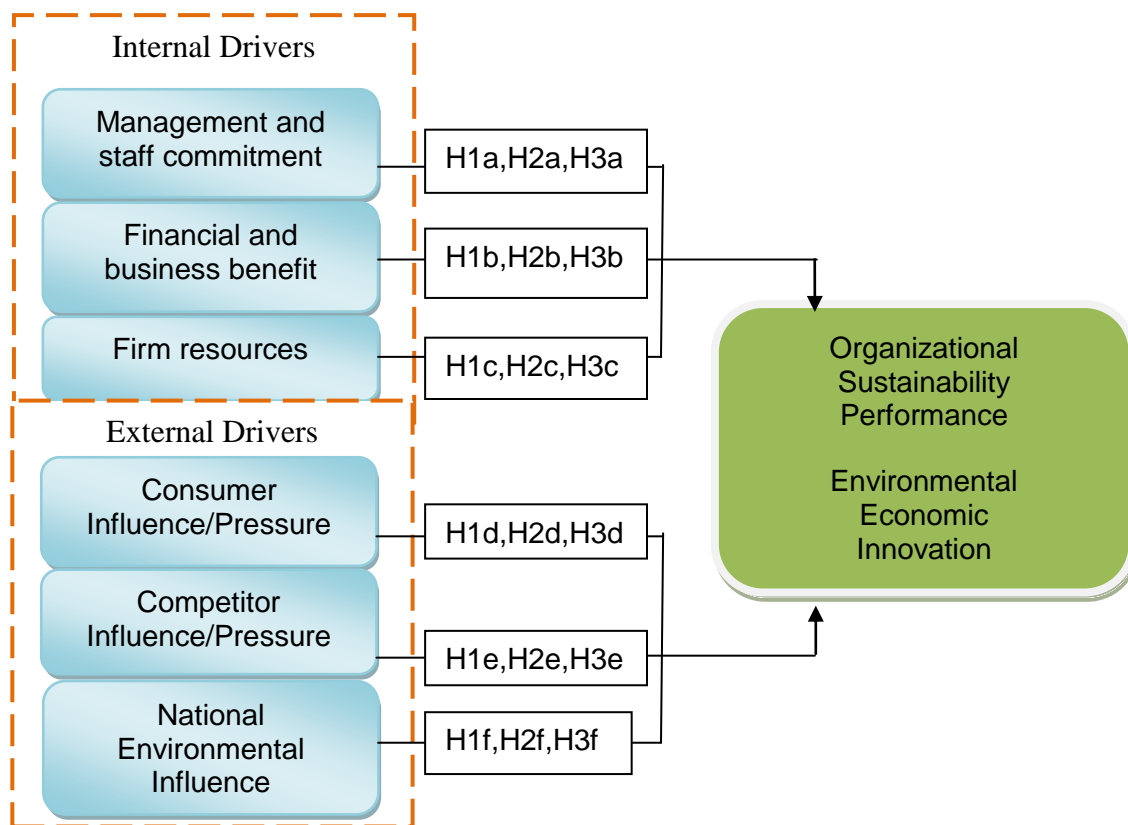 Internal Drivers
Management and
staff commitment
H1a,H2a,H3a
Financial and
business benefit
H1b,H2b,H3b
Firm resources
H1c,H2c,H3c
External Drivers
Consumer
Influence/Pressure
H1d,H2d,H3d
Competitor
Influence/Pressure
H1e,H2e,H3e
National
Environmental
Influence
H1f,H2f,H3f
Organizational
Sustainability
Performance
Environmental
Economic
Innovation